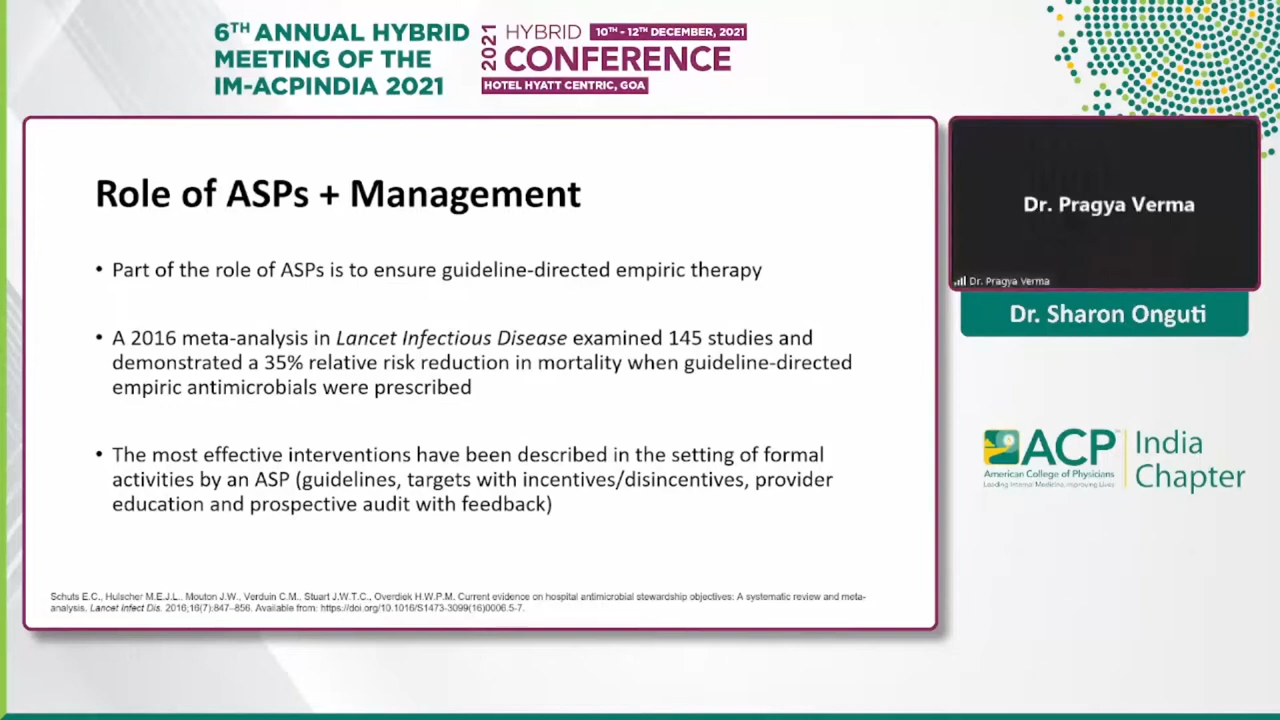 6TH ANNUAL HYBRID
MEETING OF THE
IM-ACPINDIA 2021
2021
HYBRID 10TH - 12TH DECEMBER, 2021
CONFERENCE
HOTEL HYATT CENTRIC, GOA
Role of ASPs + Management
• Part of the role of ASPs is to ensure guideline-directed empiric therapy
• A 2016 meta-analysis in Lancet Infectious Disease examined 145 studies and
demonstrated a 35% relative risk reduction in mortality when guideline-directed
empiric antimicrobials were prescribed
• The most effective interventions have been described in the setting of formal
activities by an ASP (guidelines, targets with incentives/disincentives, provider
education and prospective audit with feedback)
Schuts E.C., Hulscher M.E.J.L., Mouton J.W., Verduin C.M., Stuart J.W.T.C., Overdiek H.W.P.M. Current evidence on hospital antimicrobial stewardship objectives: A systematic review and meta-
analysis. Lancet Infect Dis. 2016;16(7):847–856. Available from: https://doi.org/10.1016/S1473-3099(16)0006.5-7.
Dr. Pragya Verma
Dr. Pragya Verma
Dr. Sharon Onguti
ACP
American College of Physicians
Leading Internal Medicine, Improving Lives
India
Chapter